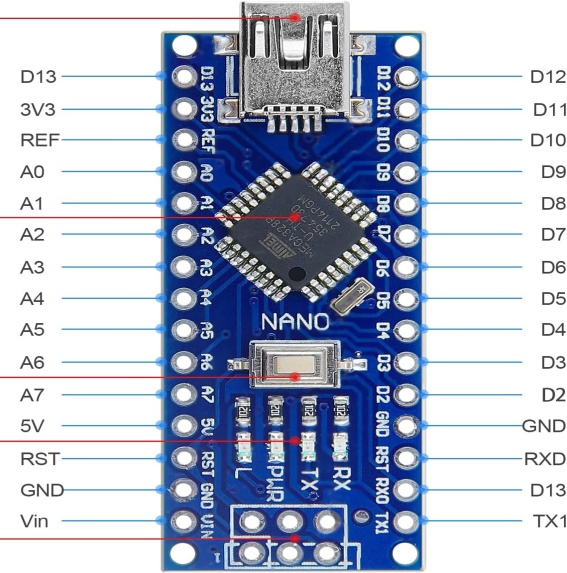 D13
3V3
REF
A0
A1
A2
A3
A4
A5
A6
A7
5V
RST
GND
Vin
D13
3V3
REF
A0
A1
A2
A3
A4
A5
A6
A7
5V
RST
GND
VIN
ATMEL
MEGA328P
NANO
L
PWR
TX
RX
1
D12
D11
D10
D9
D8
D7
D6
D5
D4
D3
D2
GND
RST
RX0
TX1
D12
D11
D10
D9
D8
D7
D6
D5
D4
D3
D2
GND
RXD
D13
TX1